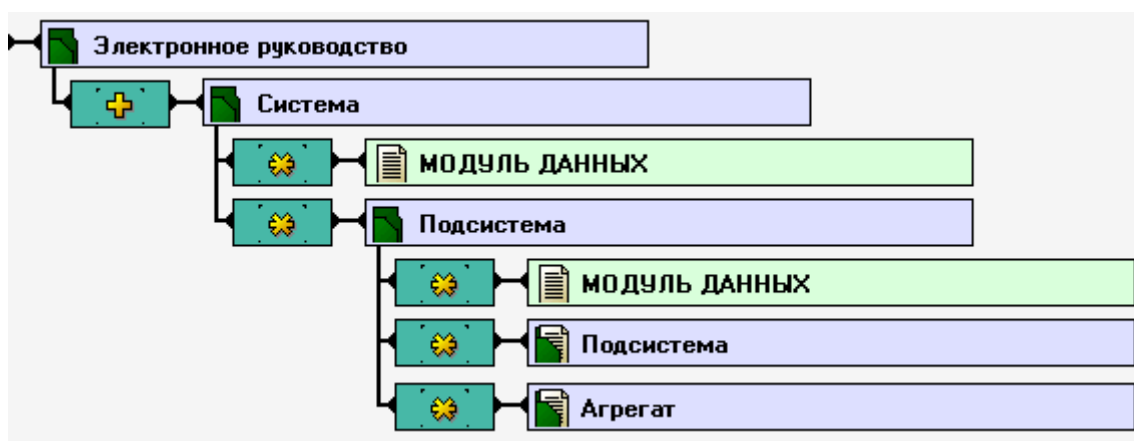 Электронное руководство
Система
МОДУЛЬ ДАННЫХ
Подсистема
МОДУЛЬ ДАННЫХ
Подсистема
Агрегат